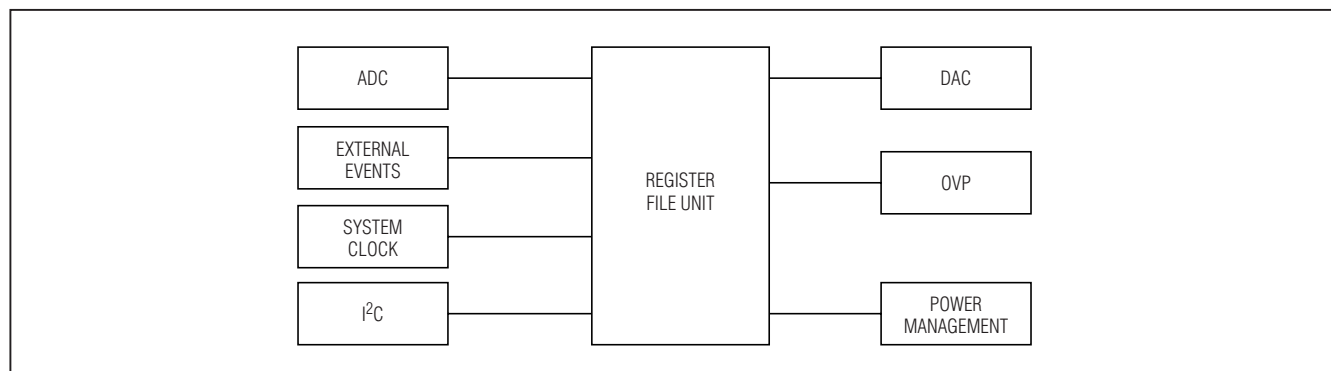 ADC
EXTERNAL
EVENTS
SYSTEM
CLOCK
I²C
REGISTER
FILE UNIT
DAC
OVP
POWER
MANAGEMENT